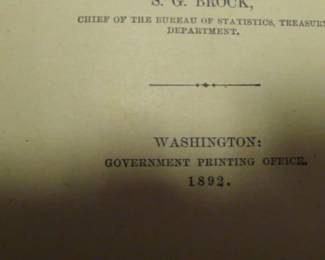 S. G. BROCK,
CHIEF OF THE BUREAU OF STATISTICS, TREASURY
DEPARTMENT.
WASHINGTON:
GOVERNMENT PRINTING OFFICE.
1892.